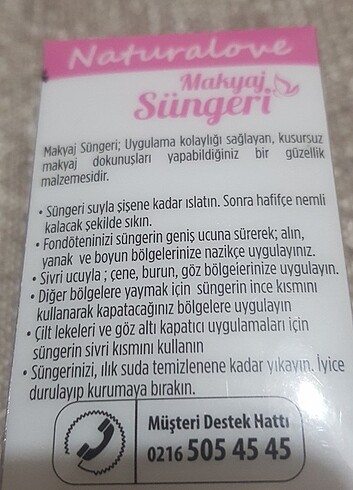 Naturalove
Makyaj
Süngeri
Makyaj Süngeri; Uygulama kolaylığı sağlayan, kusursuz
makyaj dokunuşları yapabildiğiniz bir güzellik
malzemesidir.
• Süngeri suyla şişene kadar ıslatın. Sonra hafifçe nemli
kalacak şekilde sıkın.
• Fondöteninizi süngerin geniş ucuna sürerek; alın,
yanak ve boyun bölgelerinize nazikçe uygulayınız.
• Sivri ucuyla ; çene, burun, göz bölgelerinize uygulayın.
• Diğer bölgelere yaymak için süngerin ince kısmını
kullanarak kapatacağınız bölgelere uygulayın
• Çilt lekeleri ve göz altı kapatıcı uygulamaları için
süngerin sivri kısmını kullanın
• Süngerinizi, ılık suda temizlenene kadar yıkayın. İyice
durulayıp kurumaya bırakın.
Müşteri Destek Hattı
0216 505 45 45